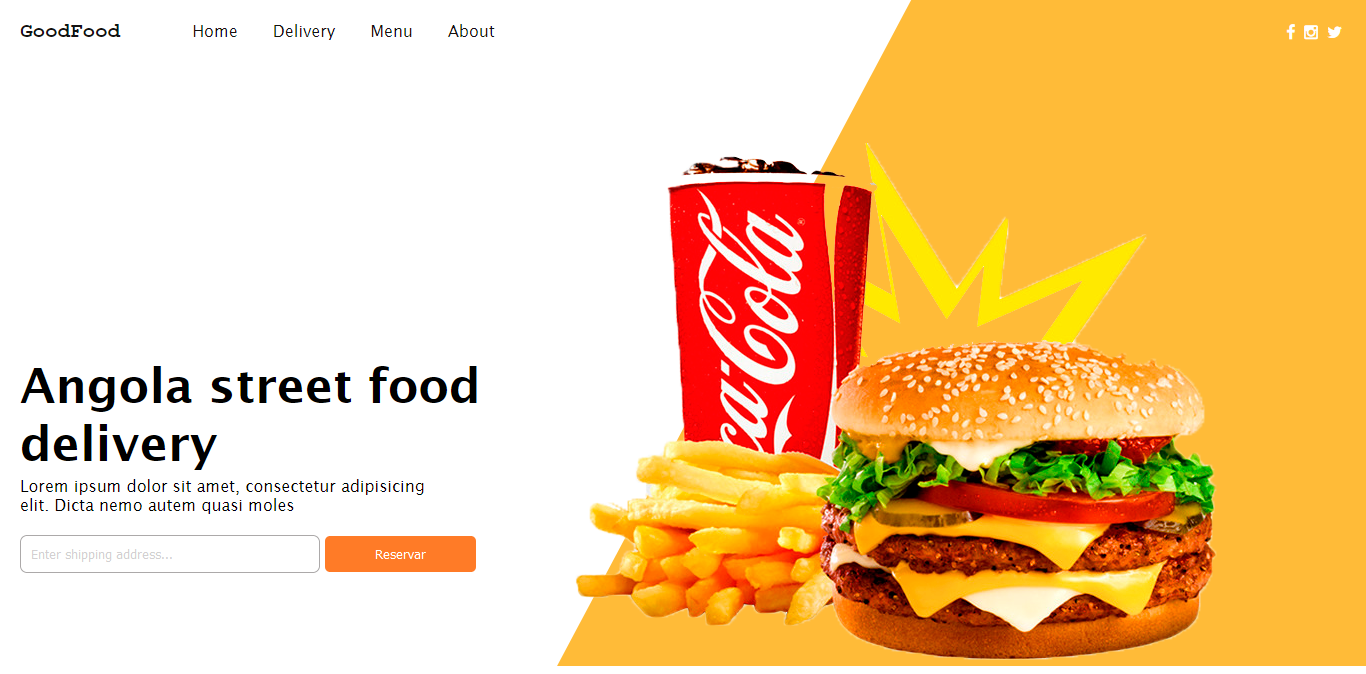 GoodFood
Home Delivery Menu About
Coca-Cola
®
Angola street food
delivery
Lorem ipsum dolor sit amet, consectetur adipisicing
elit. Dicta nemo autem quasi moles
Enter shipping address...
Reservar